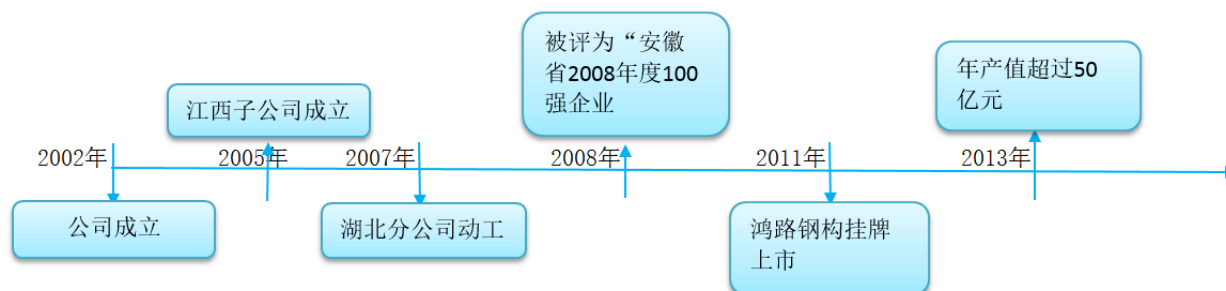 被评为“安徽
省2008年度100
强企业
年产值超过50
亿元
江西子公司成立
2002年
2005年
2007年
2008年
2011年
2013年
公司成立
湖北分公司动工
鸿路钢构挂牌
上市